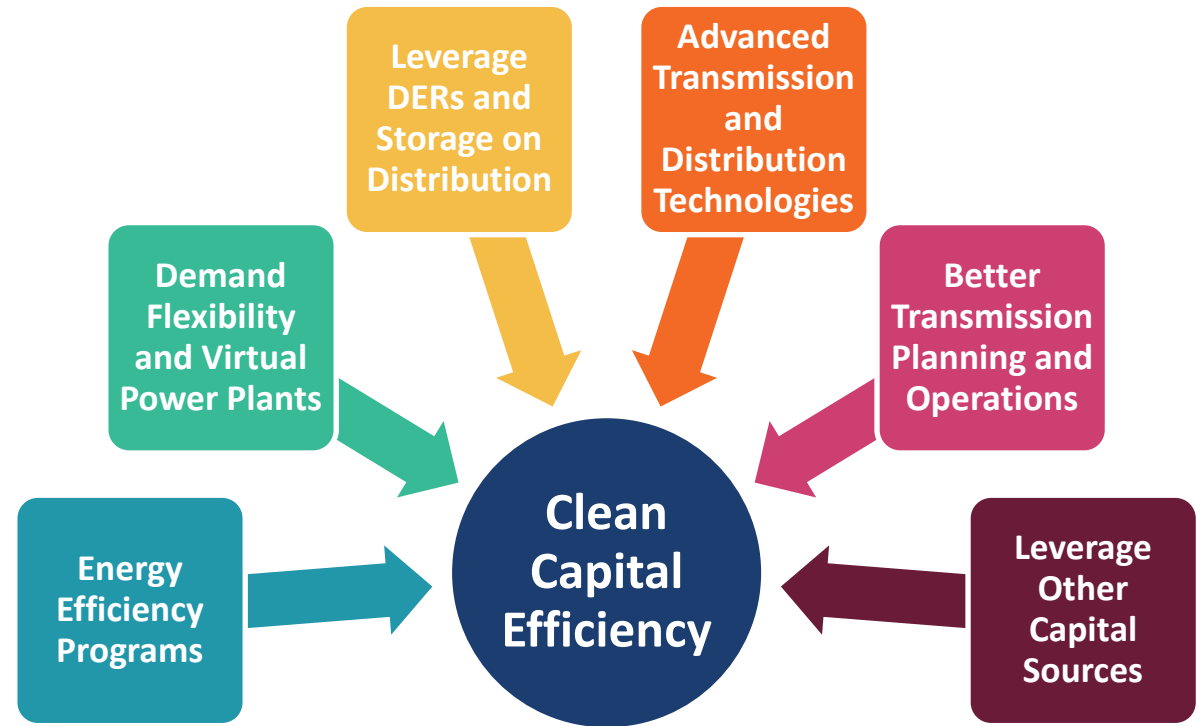 Leverage
DERs and
Storage on
Distribution
Advanced
Transmission
and
Distribution
Technologies
Demand
Flexibility
and Virtual
Power Plants
Better
Transmission
Planning and
Operations
Energy
Efficiency
Programs
Clean
Capital
Efficiency
Leverage
Other
Capital
Sources